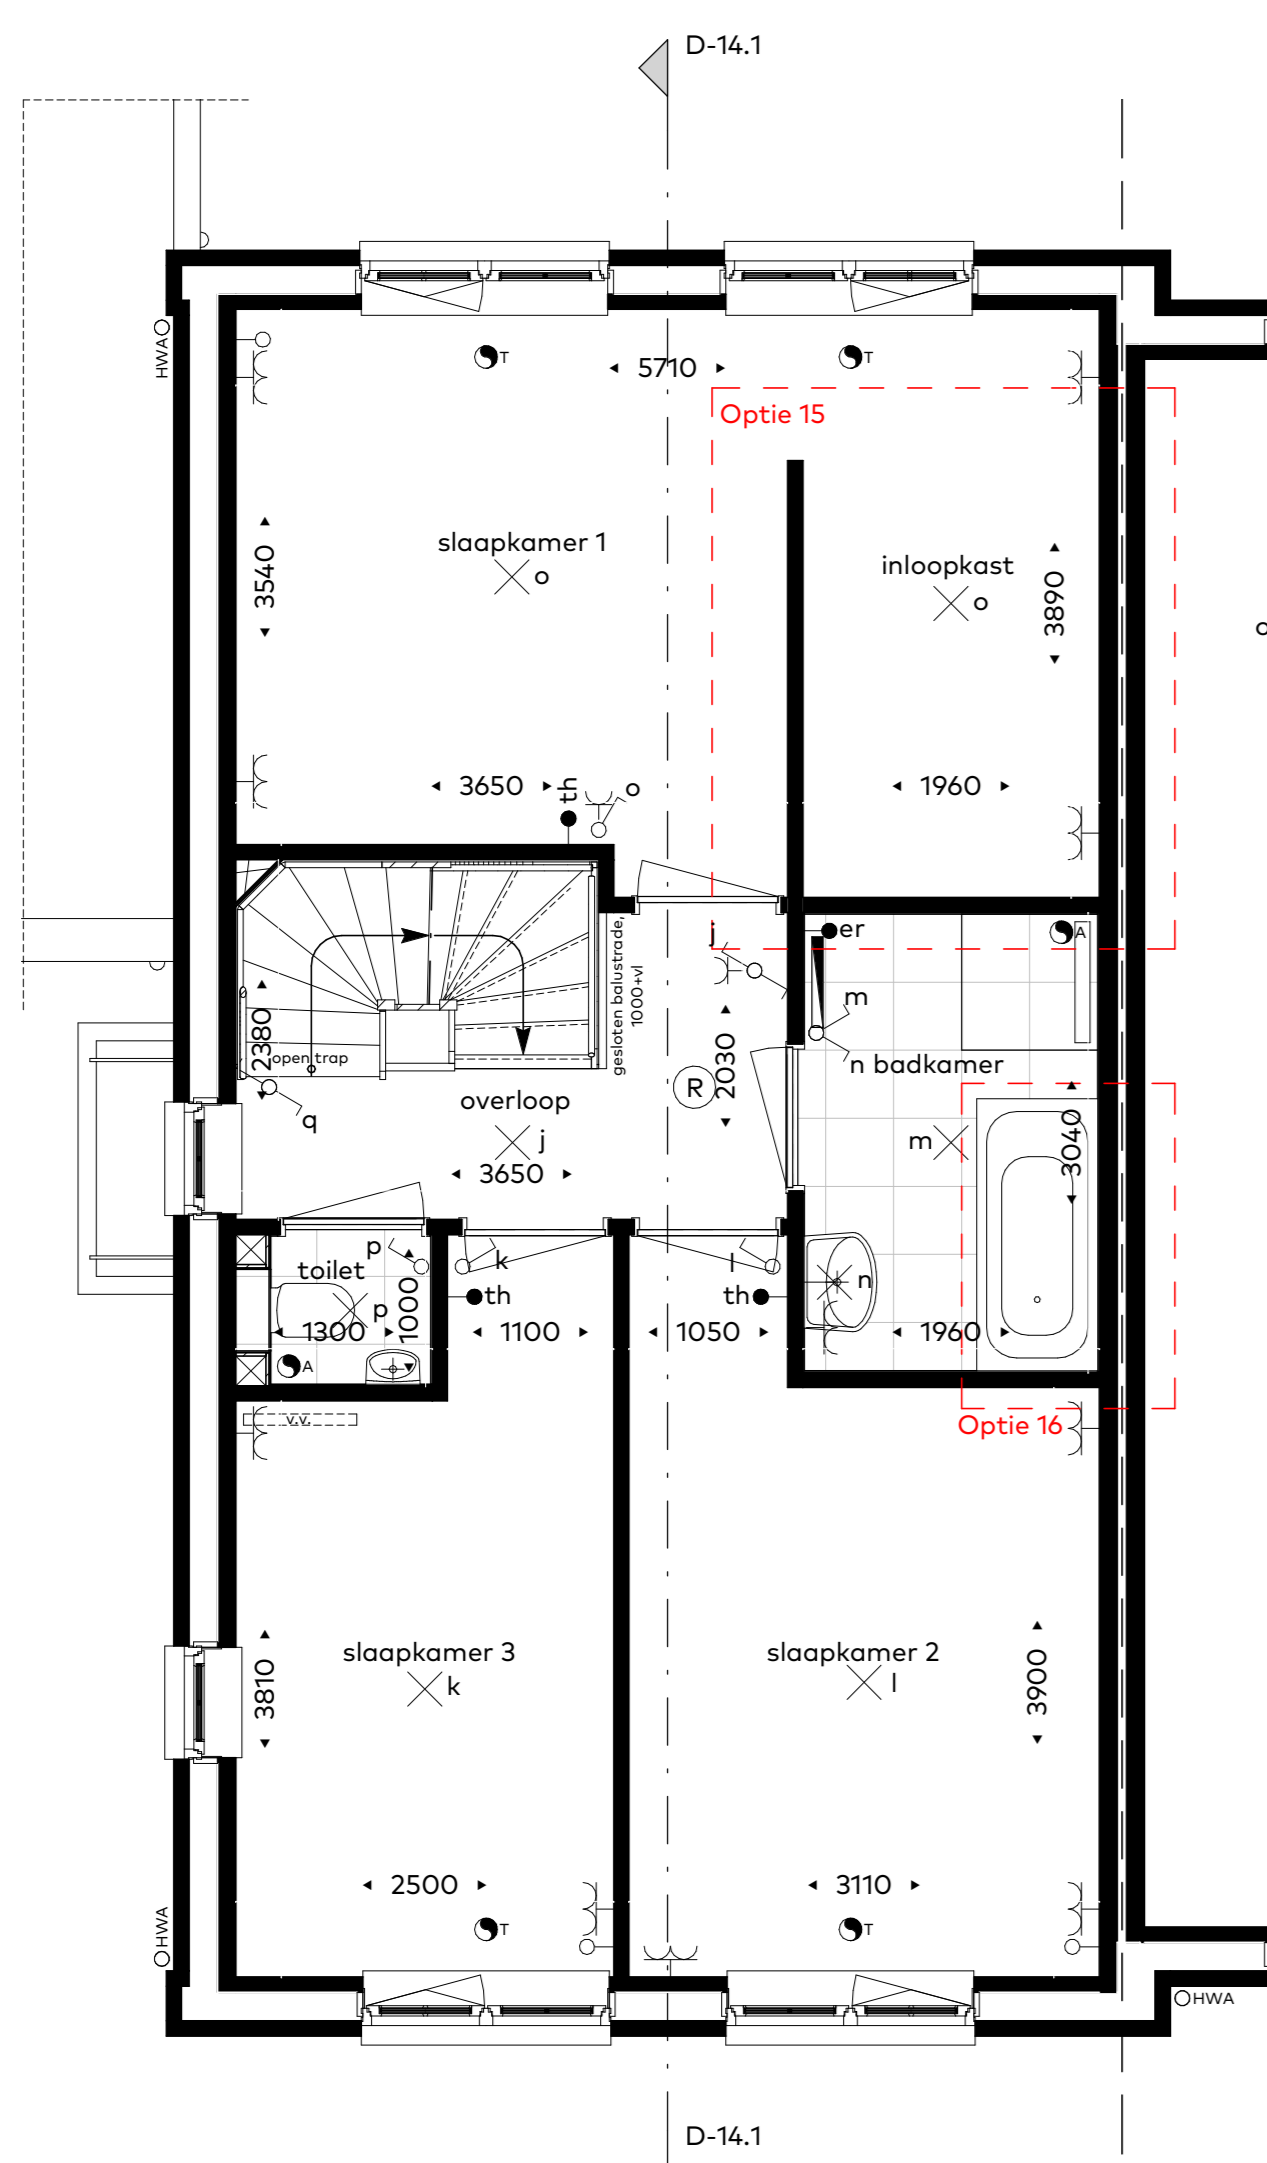 D-14.1
HWA
T
T
5710
Optie 15
slaapkamer 1
o
inloopkast
o
3540
3890
o
3650
th
o
1960
gesloten balustrade,
1000+vl
j
er
A
m
n badkamer
2380
open trap
q
overloop
j
3650
R
2030
m
3040
p
toilet
p
1300
1000
A
k
th
1100
l
th
1050
n
1960
v.v.
Optie 16
slaapkamer 3
k
3810
slaapkamer 2
l
3900
2500
T
3110
T
HWA
HWA
D-14.1